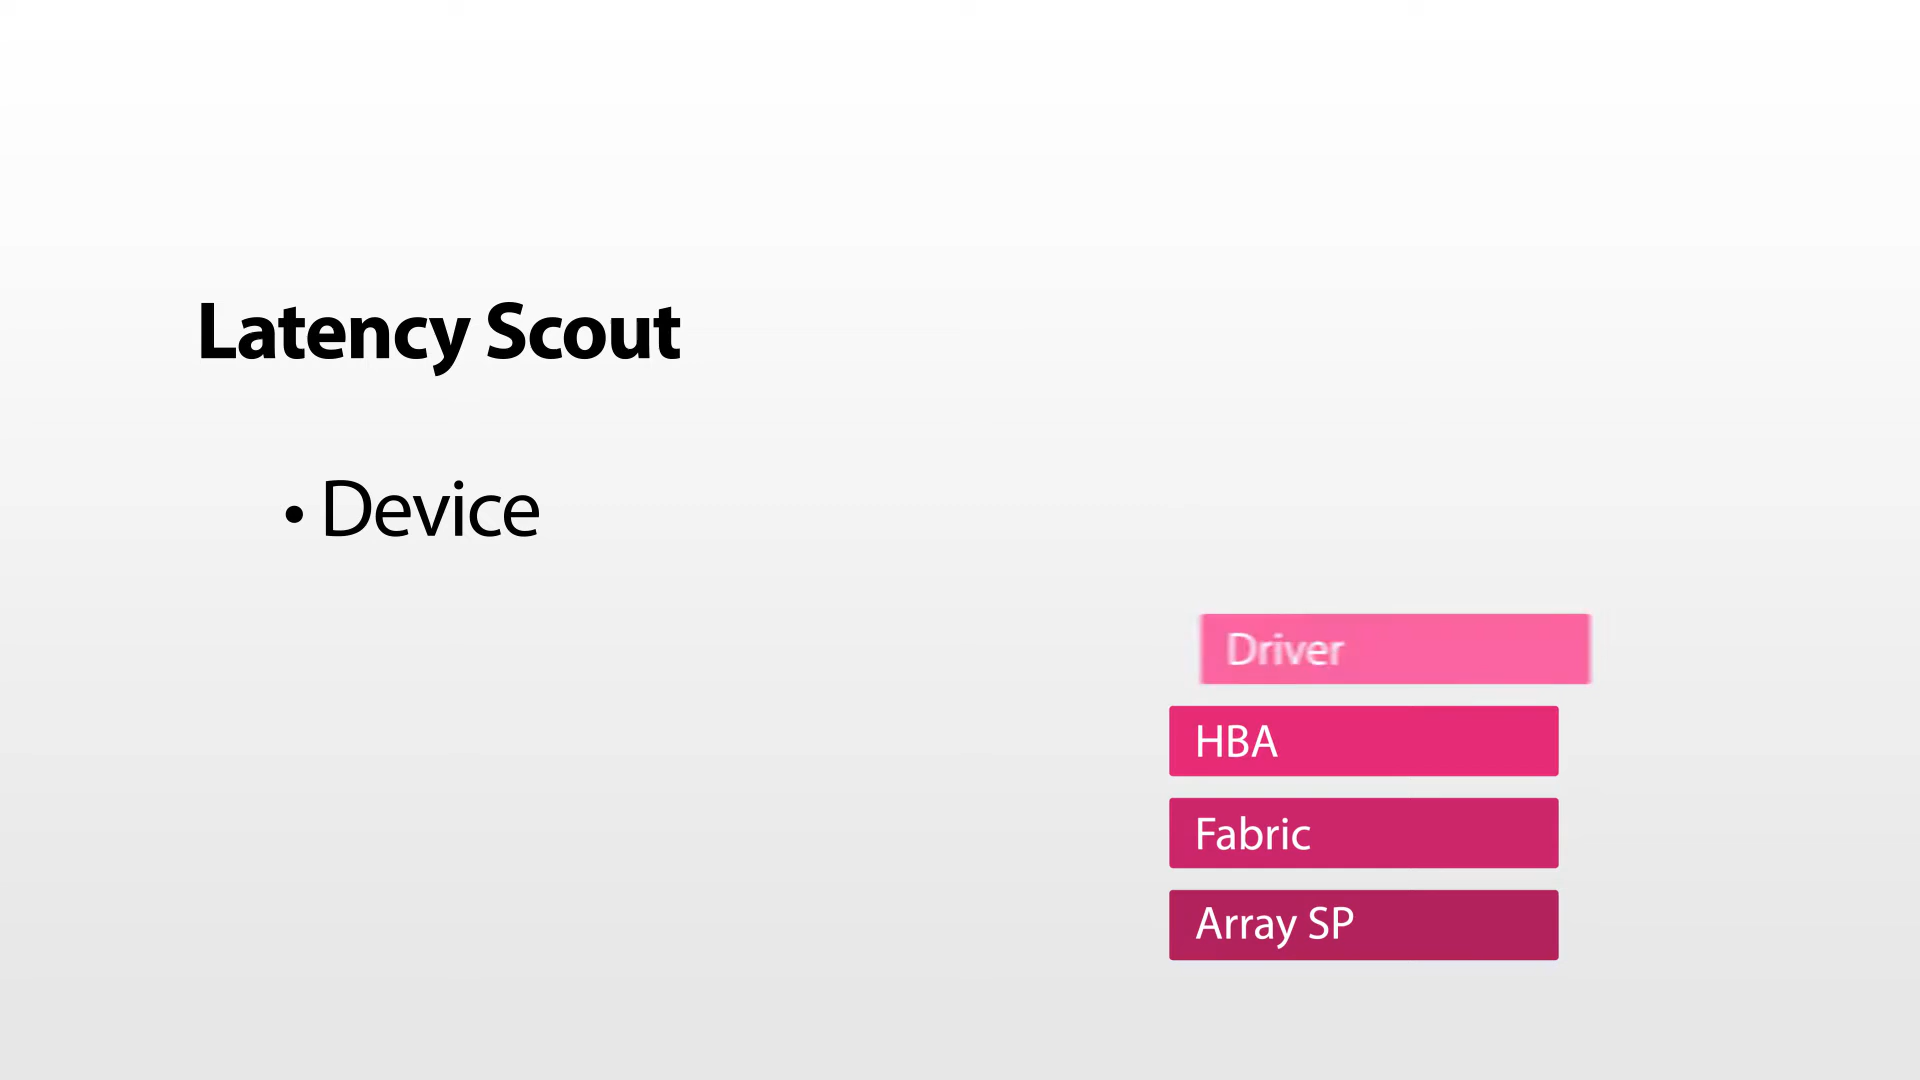 Latency Scout
• Device
Driver
HBA
Fabric
Array SP